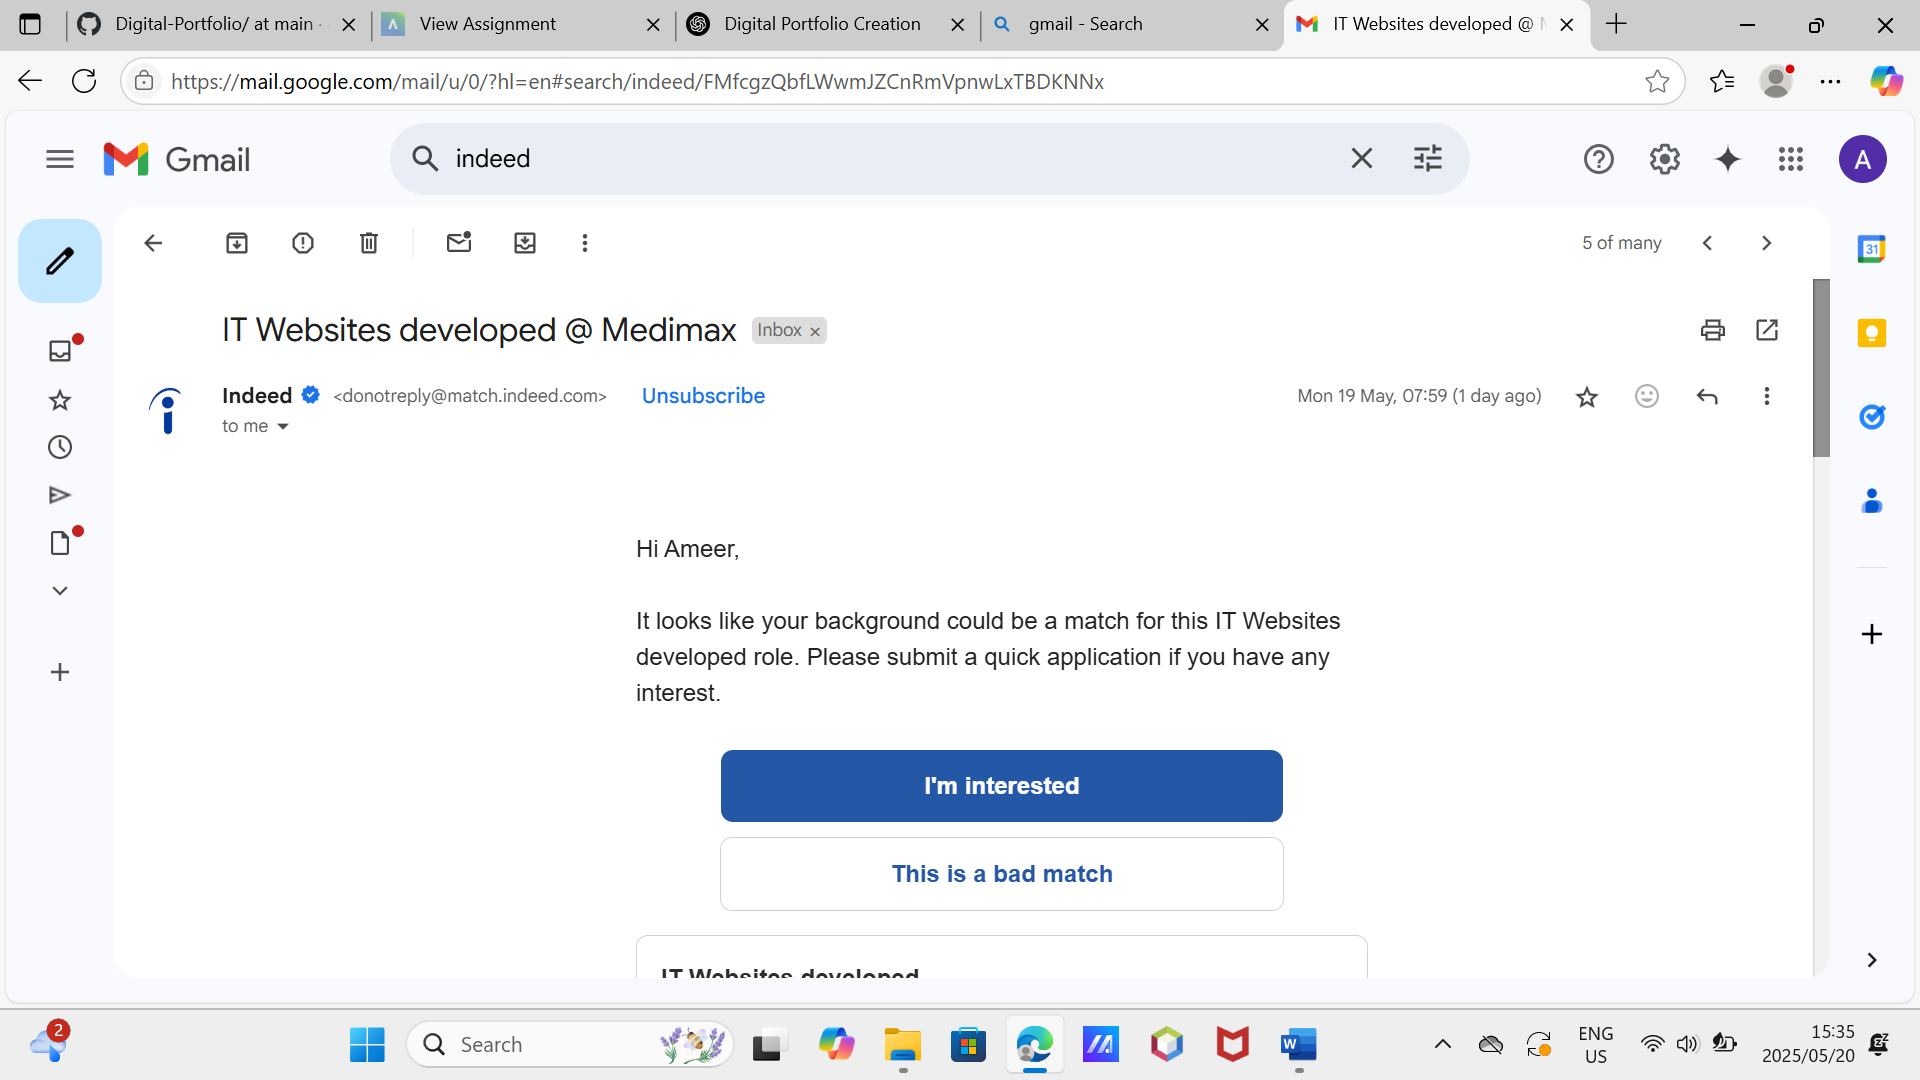 Digital-Portfolio/ at main ·
View Assignment
Digital Portfolio Creation
gmail - Search
IT Websites developed @ M
https://mail.google.com/mail/u/0/?hl=en#search/indeed/FMfcgzQbfLWwmJZCnRmVpnwLxTBDKNNx
Gmail
indeed
A
5 of many
31
IT Websites developed @ Medimax
Inbox ×
Indeed <donotreply@match.indeed.com> Unsubscribe
Mon 19 May, 07:59 (1 day ago)
to me
Hi Ameer,
It looks like your background could be a match for this IT Websites
developed role. Please submit a quick application if you have any
interest.
I'm interested
This is a bad match
IT Websites developed
2
Search
W
ENG
US
15:35
2025/05/20